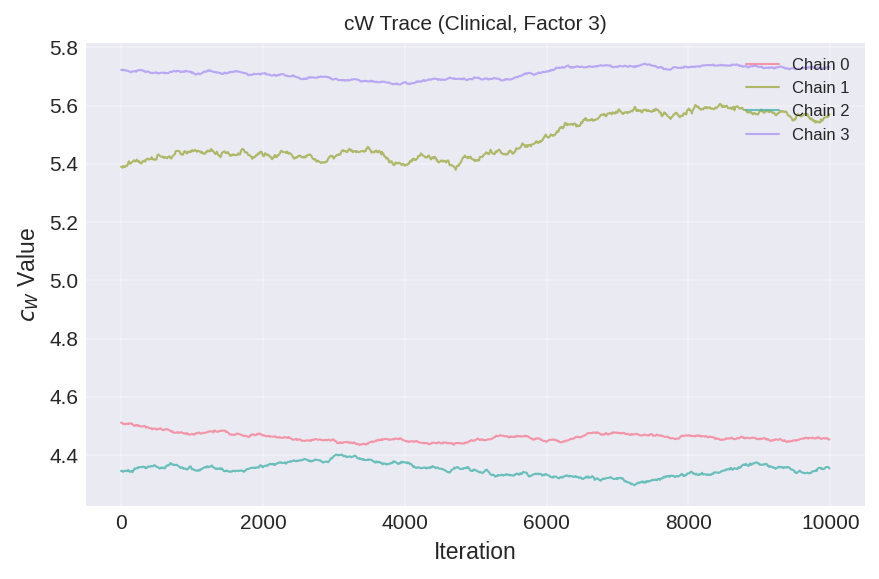 cW Trace (Clinical, Factor 3)
5.8
5.6
5.4
5.2
5.0
4.8
4.6
4.4
c_W Value
Chain 0
Chain 1
Chain 2
Chain 3
0 2000 4000 6000 8000 10000
Iteration